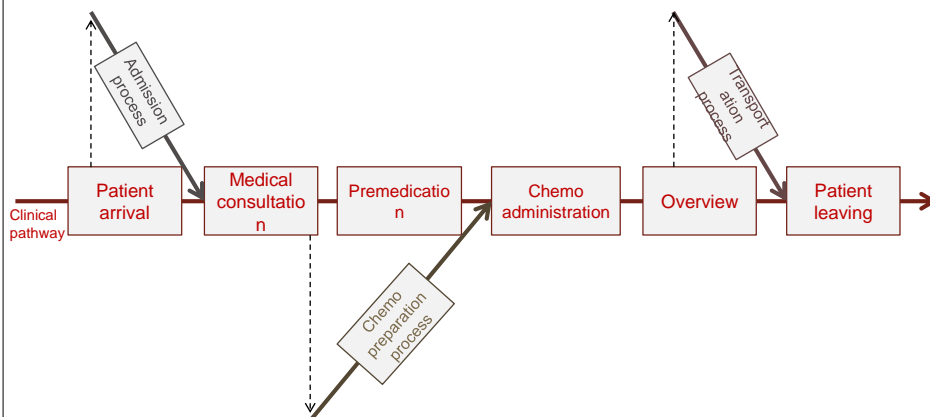 Admission
process
Transport
ation
process
Clinical
pathway
Patient
arrival
Medical
consultatio
n
Premedicatio
n
Chemo
administration
Overview
Patient
leaving
Chemo
preparation
process